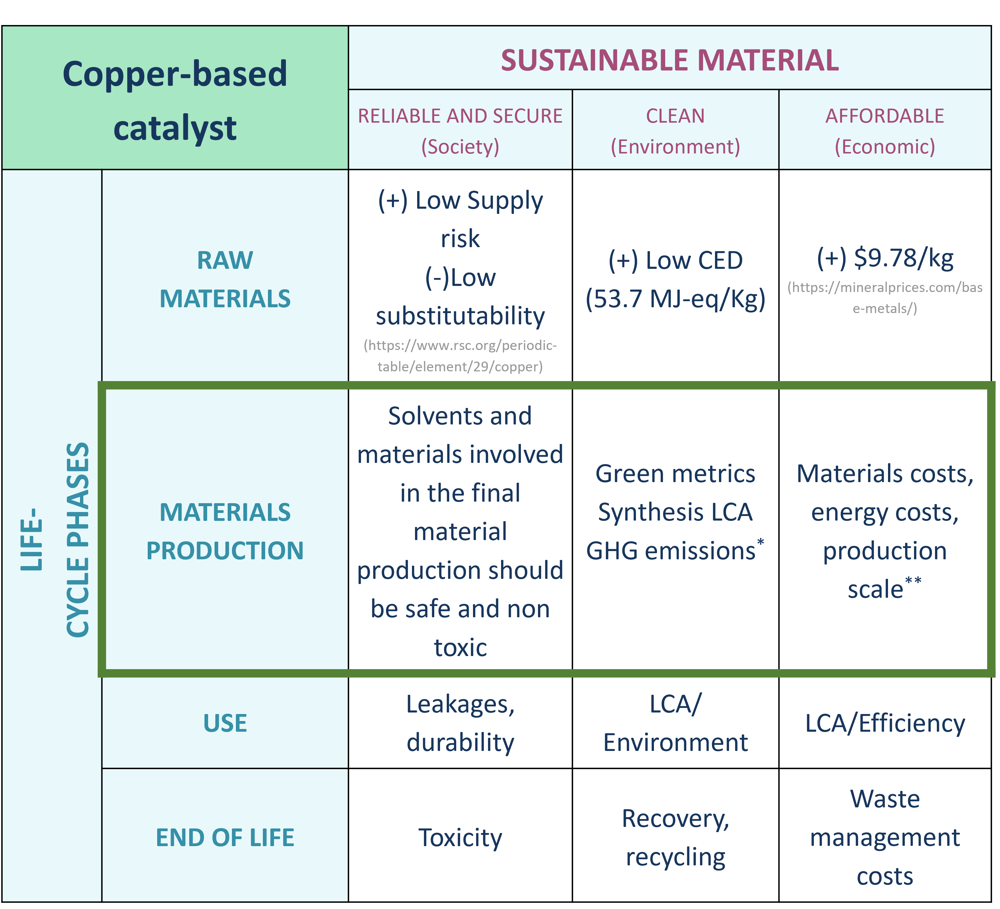 Copper-based
catalyst
SUSTAINABLE MATERIAL
RELIABLE AND SECURE
(Society)
CLEAN
(Environment)
AFFORDABLE
(Economic)
LIFE-
CYCLE PHASES
RAW
MATERIALS
(+) Low Supply
risk
(-)Low
substitutability
(https://www.rsc.org/periodic-
table/element/29/copper)
(+) Low CED
(53.7 MJ-eq/Kg)
(+) $9.78/kg
(https://mineralprices.com/bas
e-metals/)
MATERIALS
PRODUCTION
Solvents and
materials involved
in the final
material
production should
be safe and non
toxic
Green metrics
Synthesis LCA
GHG emissions*
Materials costs,
energy costs,
production
scale**
USE
Leakages,
durability
LCA/
Environment
LCA/Efficiency
END OF LIFE
Toxicity
Recovery,
recycling
Waste
management
costs